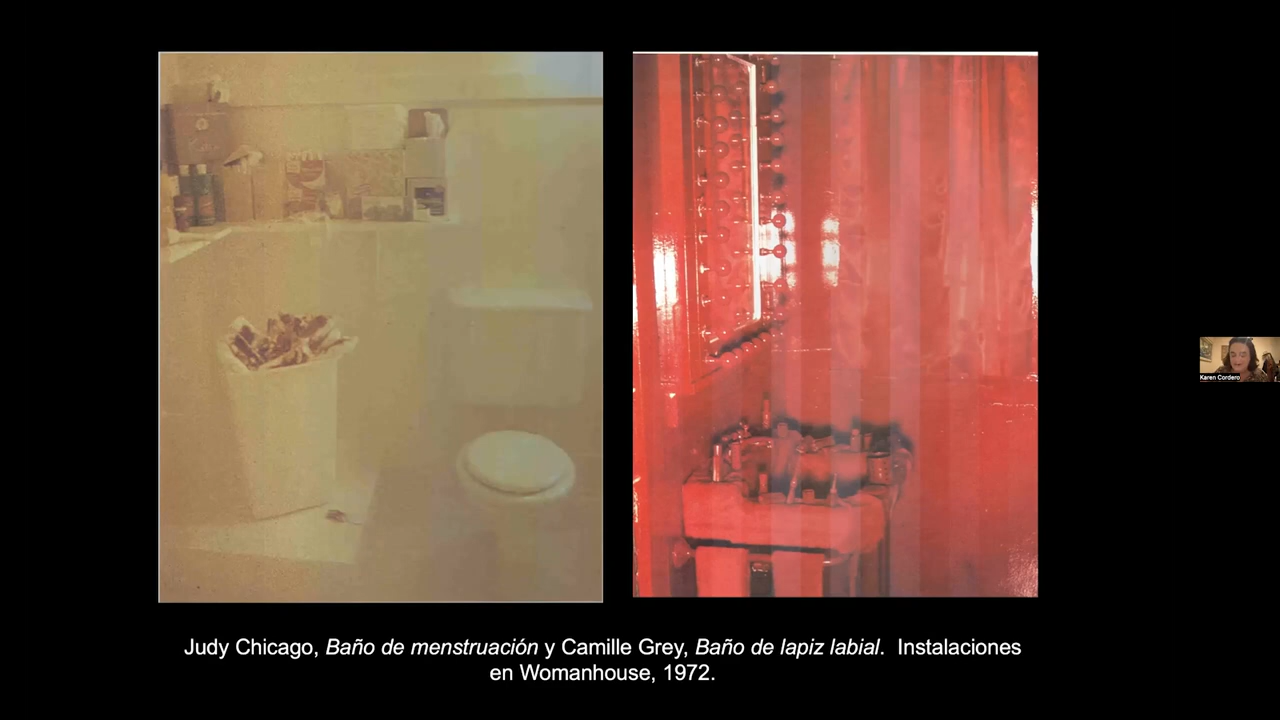 Karen Cordero
Judy Chicago, Baño de menstruación y Camille Grey, Baño de lapiz labial. Instalaciones
en Womanhouse, 1972.